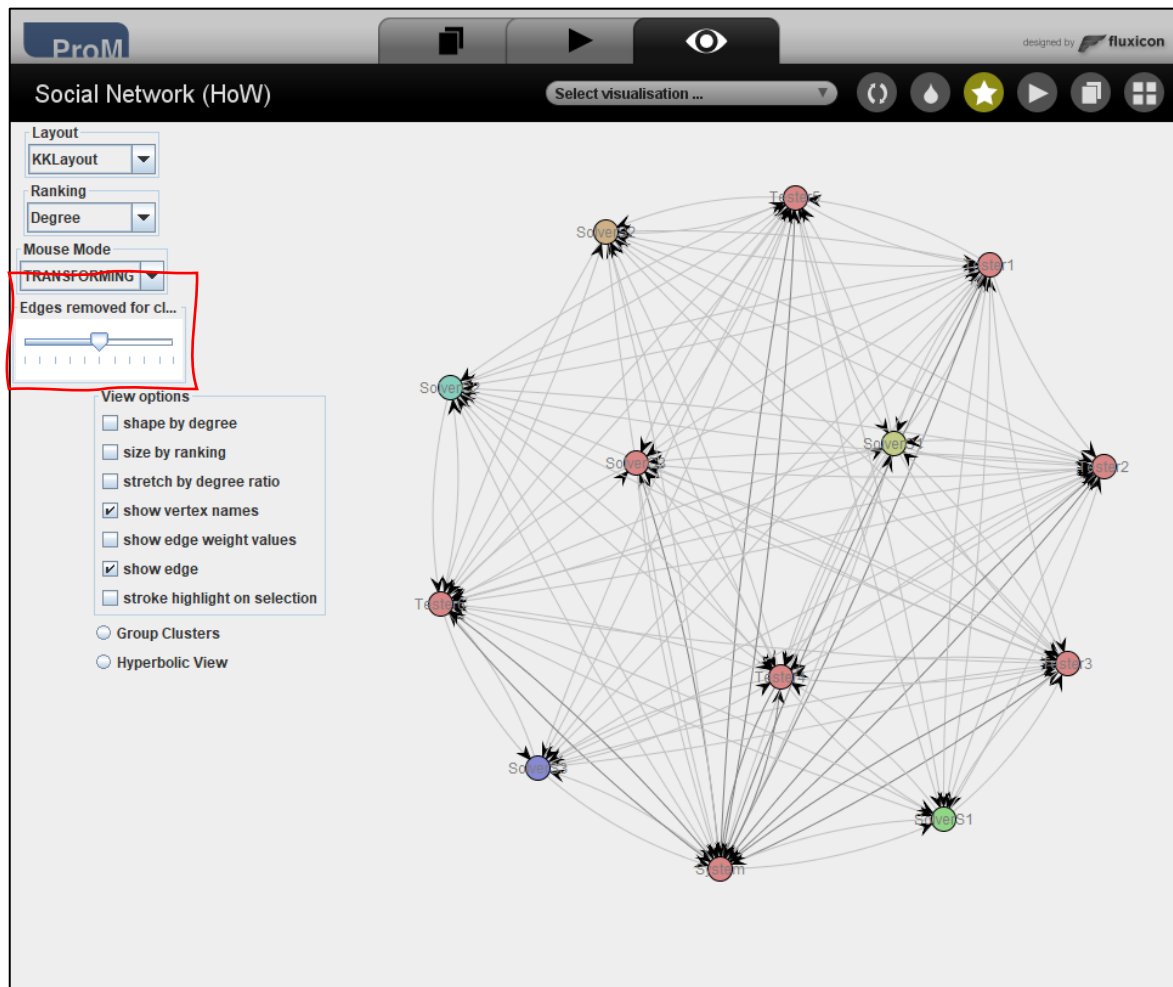 ProM
designed by fluxicon
Social Network (HoW)
Select visualisation ...
Layout
KKLayout
Ranking
Degree
Mouse Mode
TRANSFORMING
Edges removed for cl...
View options
shape by degree
size by ranking
stretch by degree ratio
show vertex names
show edge weight values
show edge
stroke highlight on selection
Group Clusters
Hyperbolic View
Tester5
Tester1
Tester2
Tester4
Tester3
SolverS1
System